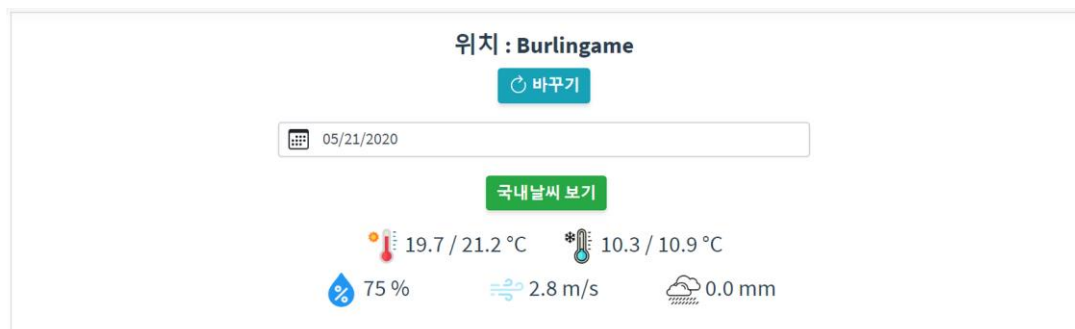 위치 : Burlingame
바꾸기
05/21/2020
국내날씨 보기
19.7 / 21.2 °C 10.3 / 10.9 °C
% 75 % 2.8 m/s 0.0 mm